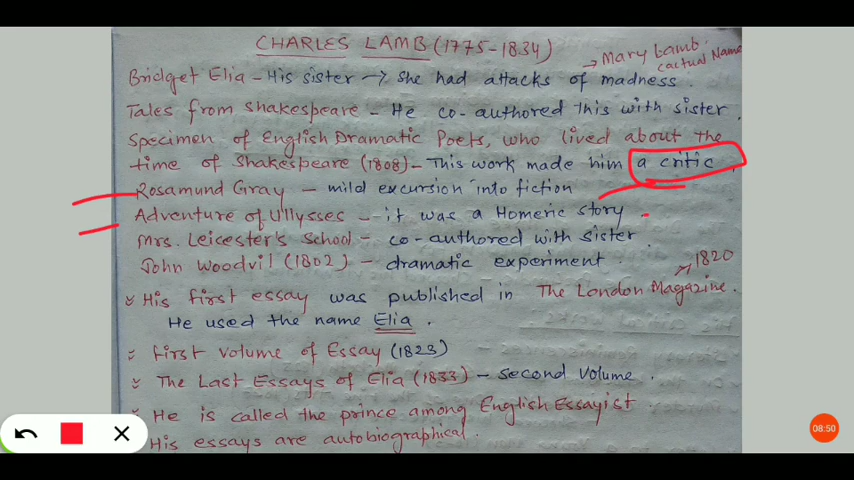 CHARLES LAMB (1775-1834)
→ Mary Lamb
(actual Name
Bridget Elia - His sister → She had attacks of madness.
Tales from Shakespeare - He co-authored this with sister
Specimen of English Dramatic Poets, who lived about the
time of Shakespeare (1808) - This work made him a critic.
Rosamund Gray - mild excursion into fiction
Adventure of Ullysses - it was a Homeric story
Mrs. Leicester's School - co-authored with sister.
John Woodvil (1802) - dramatic experiment
1820
His first essay was published in The London Magazine.
He used the name Elia.
First volume of Essay (1823)
The Last Essays of Elia (1833) - second volume.
He is called the prince among English Essayist
His essays are autobiographical.
08:50